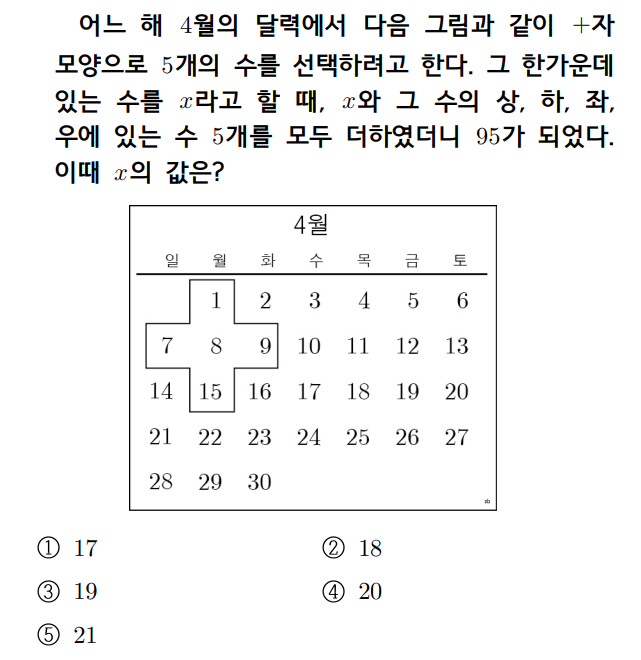 어느 해 4월의 달력에서 다음 그림과 같이 +자
모양으로 5개의 수를 선택하려고 한다. 그 한가운데
있는 수를 x라고 할 때, x와 그 수의 상, 하, 좌,
우에 있는 수 5개를 모두 더하였더니 95가 되었다.
이때 x의 값은?
4월
일 월 화 수 목 금 토
1 2 3 4 5 6
7 8 9 10 11 12 13
14 15 16 17 18 19 20
21 22 23 24 25 26 27
28 29 30
① 17 ② 18
③ 19 ④ 20
⑤ 21